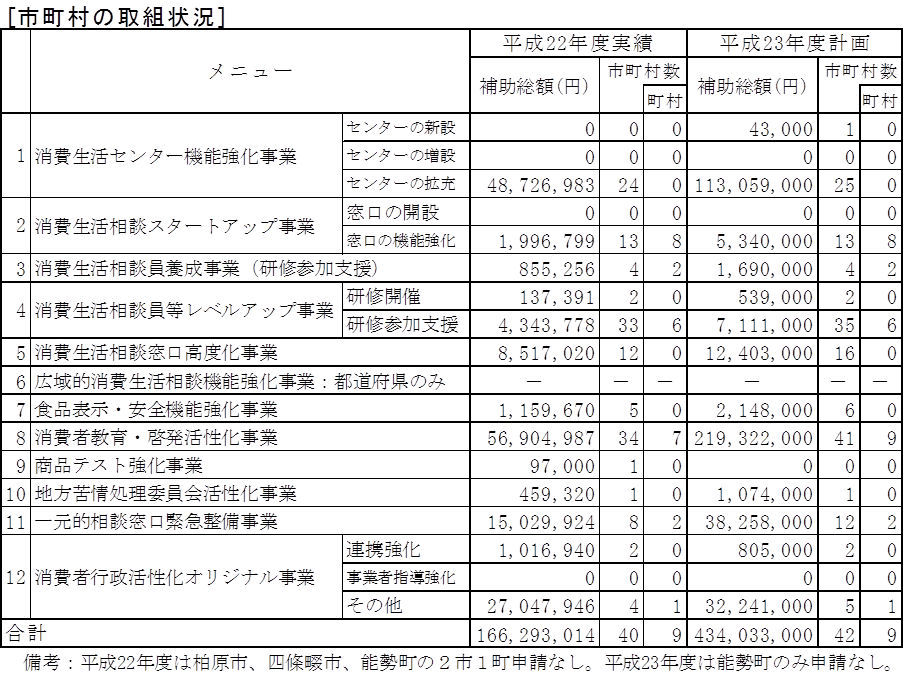 [市町村の取組状況]
メニュー 平成22年度実績 平成23年度計画
補助総額(円) 市町村数 補助総額(円) 市町村数
町村 町村
1 消費生活センター機能強化事業 センターの新設 0 0 0 43,000 1 0
センターの増設 0 0 0 0 0 0
センターの拡充 48,726,983 24 0 113,059,000 25 0
2 消費生活相談スタートアップ事業 窓口の開設 0 0 0 0 0 0
窓口の機能強化 1,996,799 13 8 5,340,000 13 8
3 消費生活相談員養成事業（研修参加支援） 855,256 4 2 1,690,000 4 2
4 消費生活相談員等レベルアップ事業 研修開催 137,391 2 0 539,000 2 0
研修参加支援 4,343,778 33 6 7,111,000 35 6
5 消費生活相談窓口高度化事業 8,517,020 12 0 12,403,000 16 0
6 広域的消費生活相談機能強化事業：都道府県のみ － － － － － －
7 食品表示・安全機能強化事業 1,159,670 5 0 2,148,000 6 0
8 消費者教育・啓発活性化事業 56,904,987 34 7 219,322,000 41 9
9 商品テスト強化事業 97,000 1 0 0 0 0
10 地方苦情処理委員会活性化事業 459,320 1 0 1,074,000 1 0
11 一元的相談窓口緊急整備事業 15,029,924 8 2 38,258,000 12 2
12 消費者行政活性化オリジナル事業 連携強化 1,016,940 2 0 805,000 2 0
事業者指導強化 0 0 0 0 0 0
その他 27,047,946 4 1 32,241,000 5 1
合計 166,293,014 40 9 434,033,000 42 9
備考：平成22年度は柏原市、四條畷市、能勢町の２市１町申請なし。平成23年度は能勢町のみ申請なし。